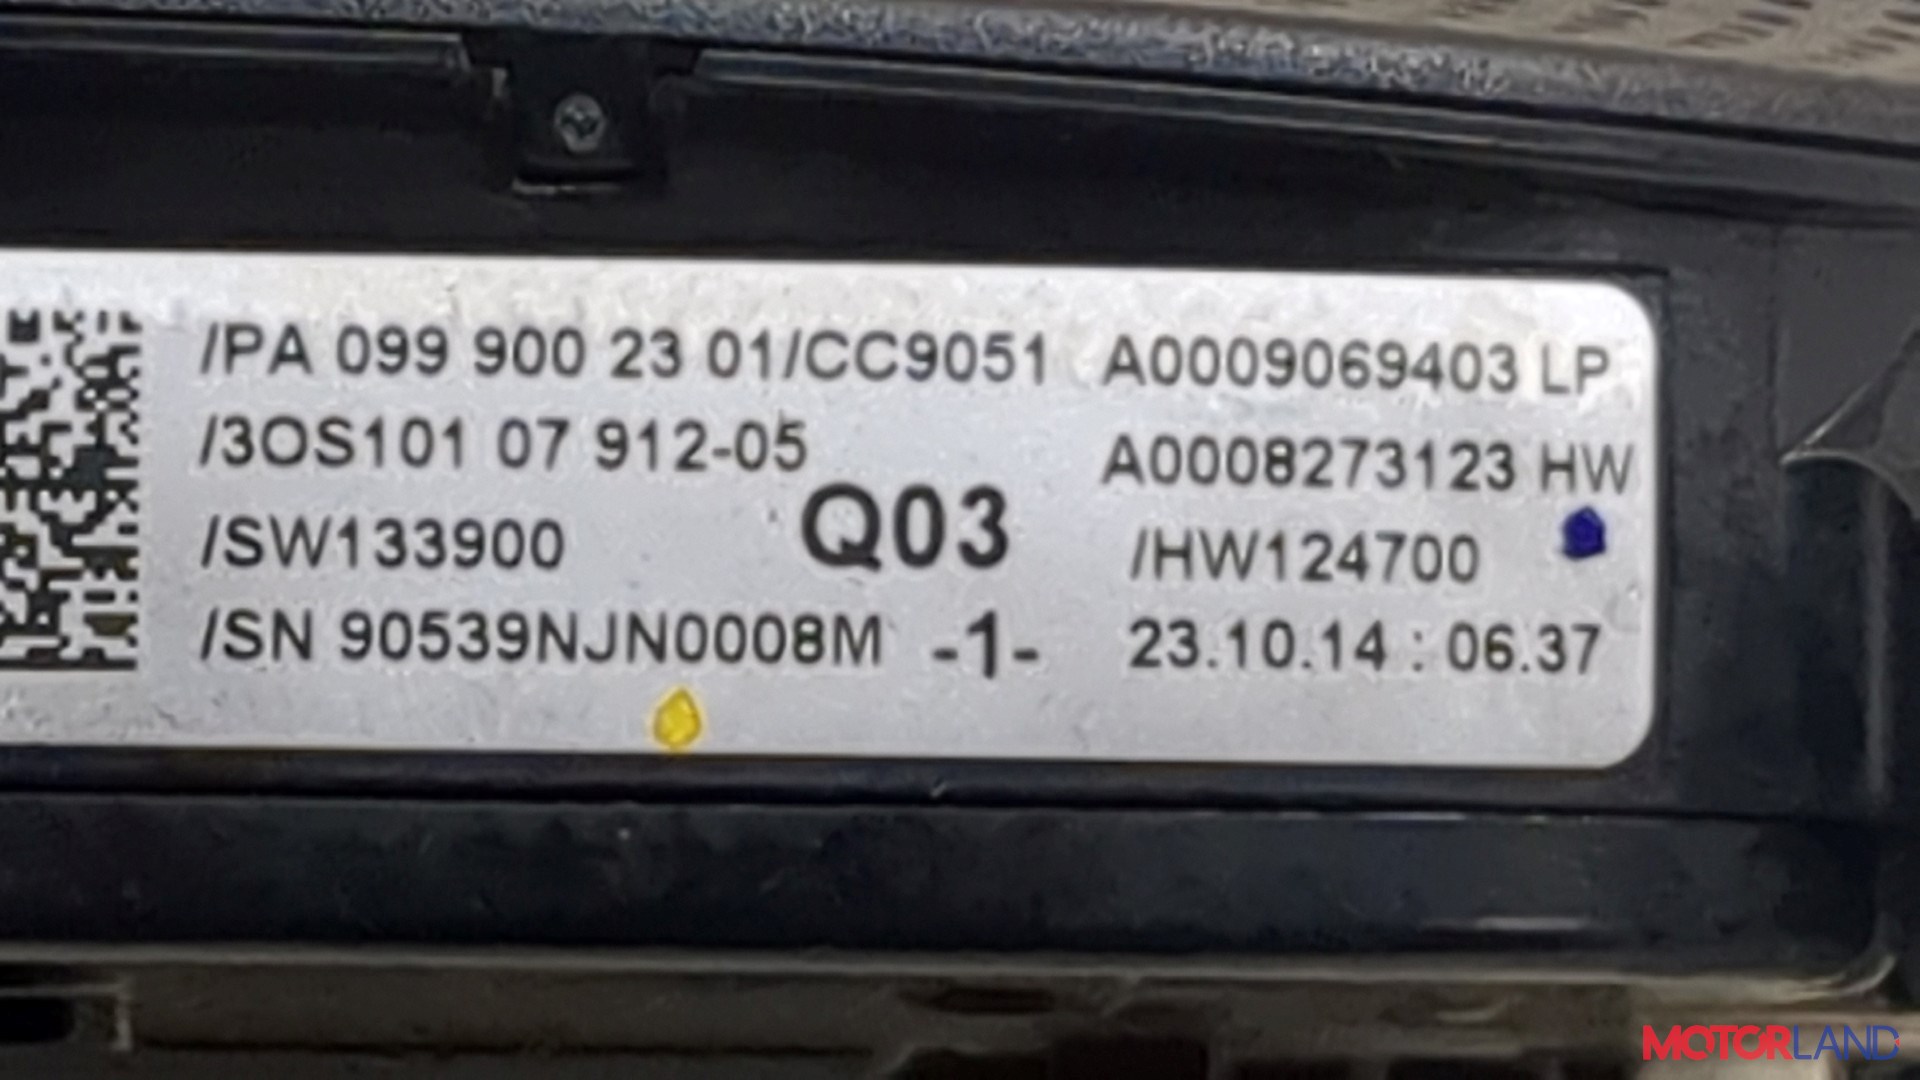 /PA 099 900 23 01/CC9051 A0009069403 LP
/3OS101 07 912-05 A0008273123 HW
/SW133900 Q03 /HW124700
/SN 90539NJN0008M -1- 23.10.14 : 06.37
MOTORLAND